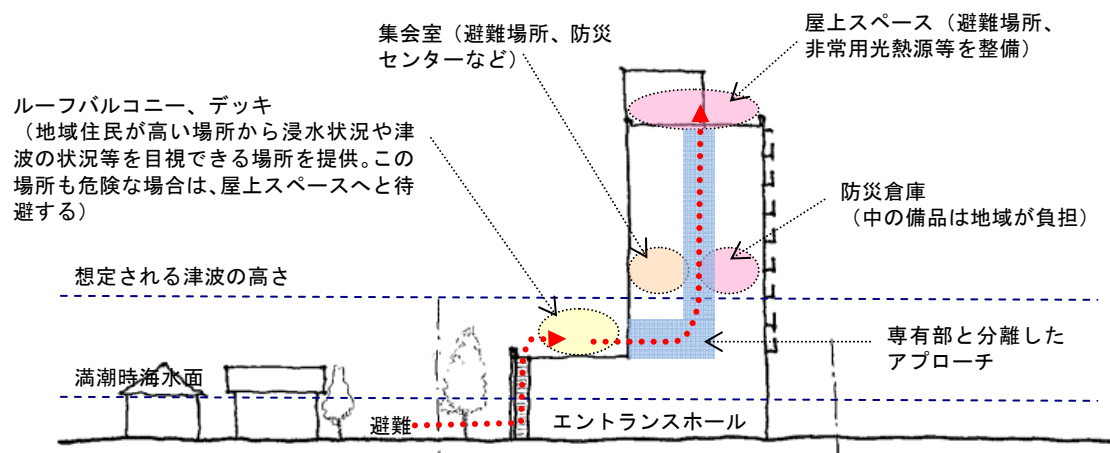 集会室（避難場所、防災
センターなど）
屋上スペース（避難場所、
非常用光熱源等を整備）
ルーフバルコニー、デッキ
（地域住民が高い場所から浸水状況や津
波の状況等を目視できる場所を提供。この
場所も危険な場合は、屋上スペースへと待
避する）
防災倉庫
（中の備品は地域が負担）
想定される津波の高さ
専有部と分離した
アプローチ
満潮時海水面
避難
エントランスホール